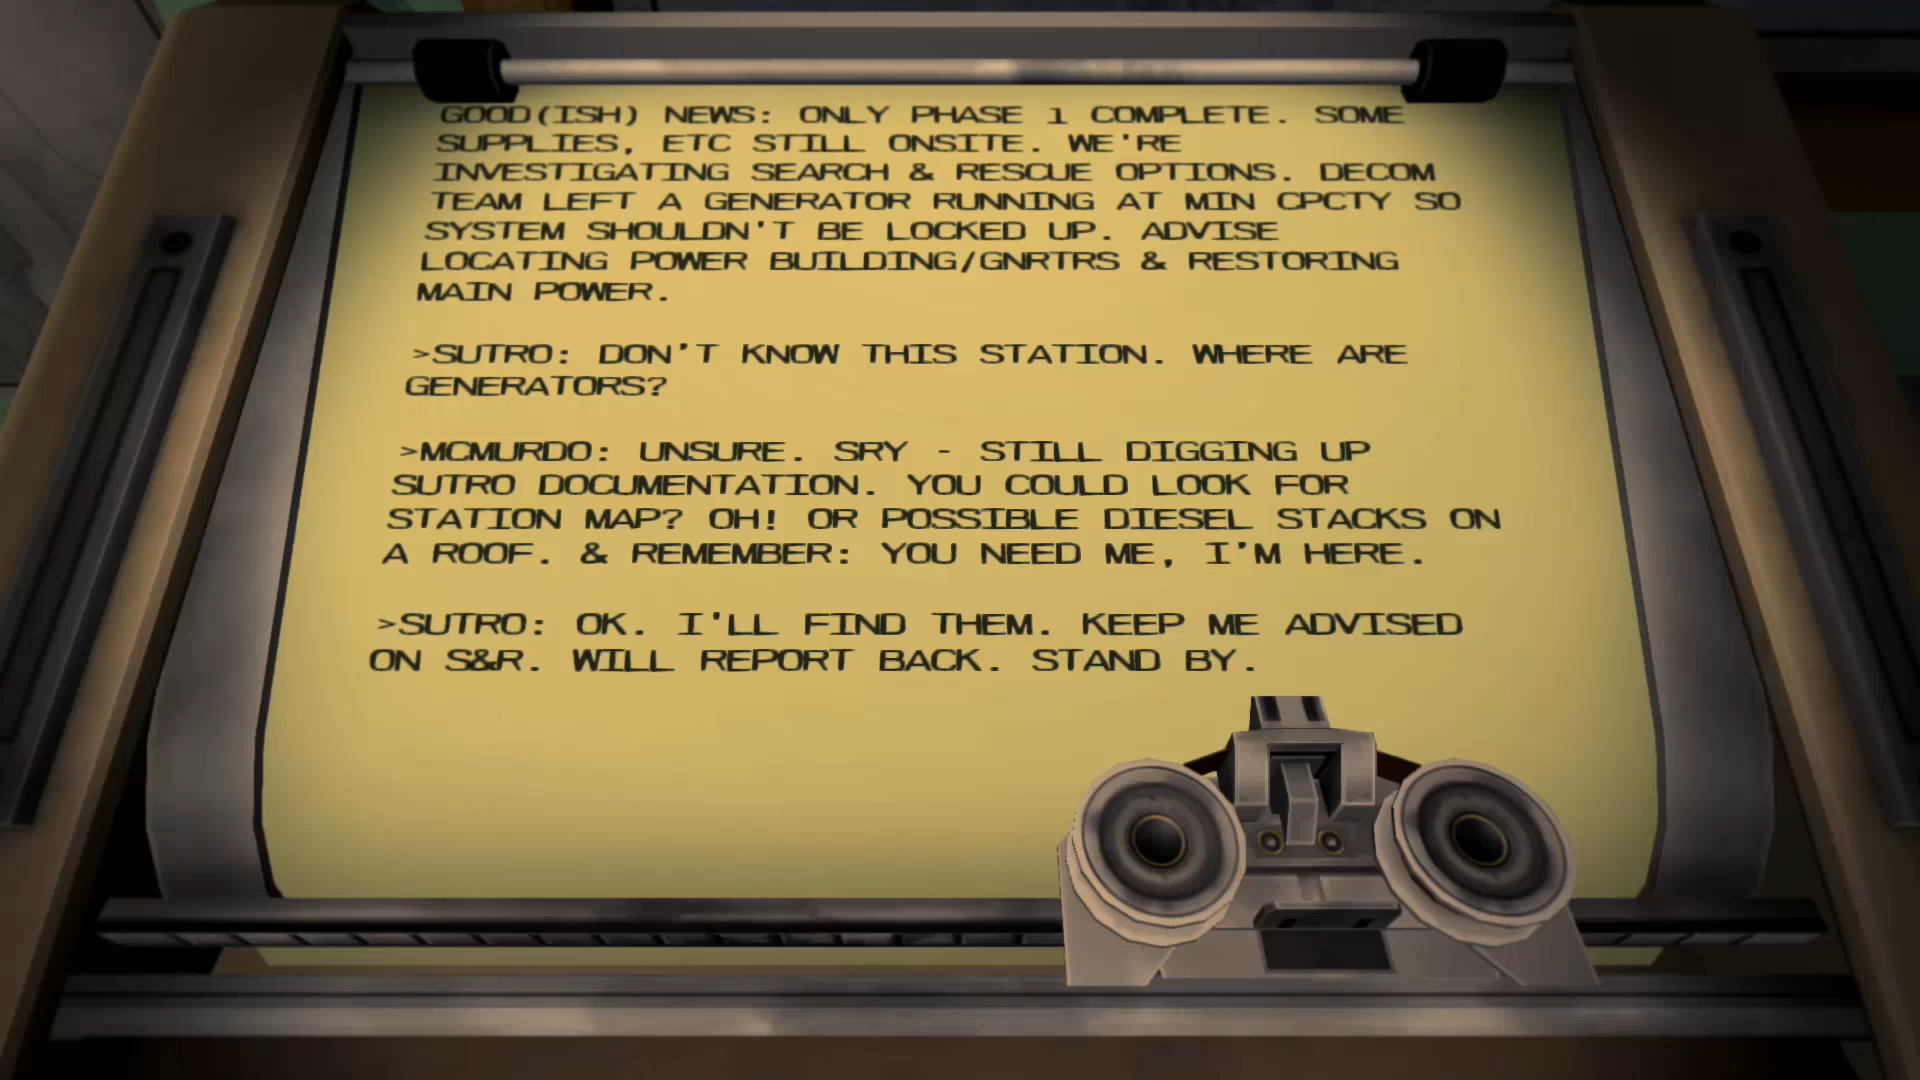 GOOD(ISH) NEWS: ONLY PHASE 1 COMPLETE. SOME
SUPPLIES, ETC STILL ONSITE. WE'RE
INVESTIGATING SEARCH & RESCUE OPTIONS. DECOM
TEAM LEFT A GENERATOR RUNNING AT MIN CPCTY SO
SYSTEM SHOULDN'T BE LOCKED UP. ADVISE
LOCATING POWER BUILDING/GNRTRS & RESTORING
MAIN POWER.
>SUTRO: DON'T KNOW THIS STATION. WHERE ARE
GENERATORS?
>MCMURDO: UNSURE. SRY - STILL DIGGING UP
SUTRO DOCUMENTATION. YOU COULD LOOK FOR
STATION MAP? OH! OR POSSIBLE DIESEL STACKS ON
A ROOF. & REMEMBER: YOU NEED ME, I'M HERE.
>SUTRO: OK. I'LL FIND THEM. KEEP ME ADVISED
ON S&R. WILL REPORT BACK. STAND BY.